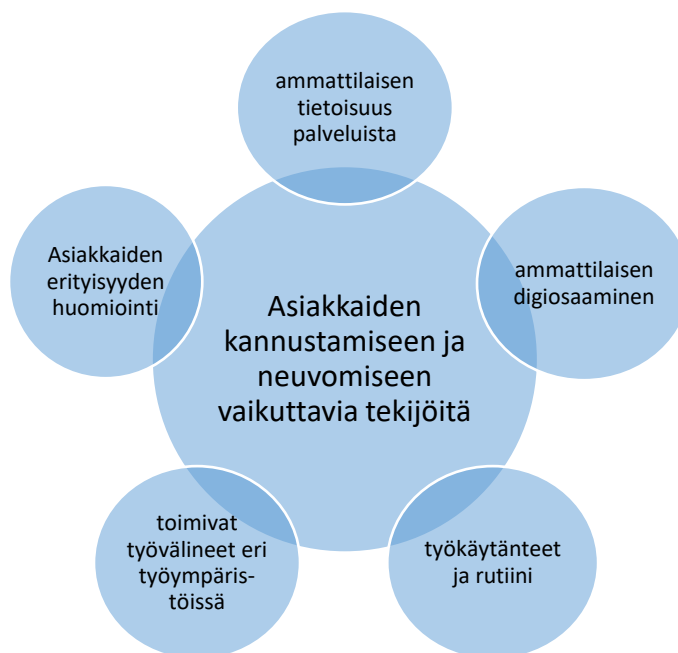 ammattilaisen
tietoisuus
palveluista
Asiakkaiden
erityisyyden
huomiointi
ammattilaisen
digiosaaminen
Asiakkaiden
kannustamiseen ja
neuvomiseen
vaikuttavia tekijöitä
toimivat
työvälineet eri
työympäris-
töissä
työkäytänteet
ja rutiini